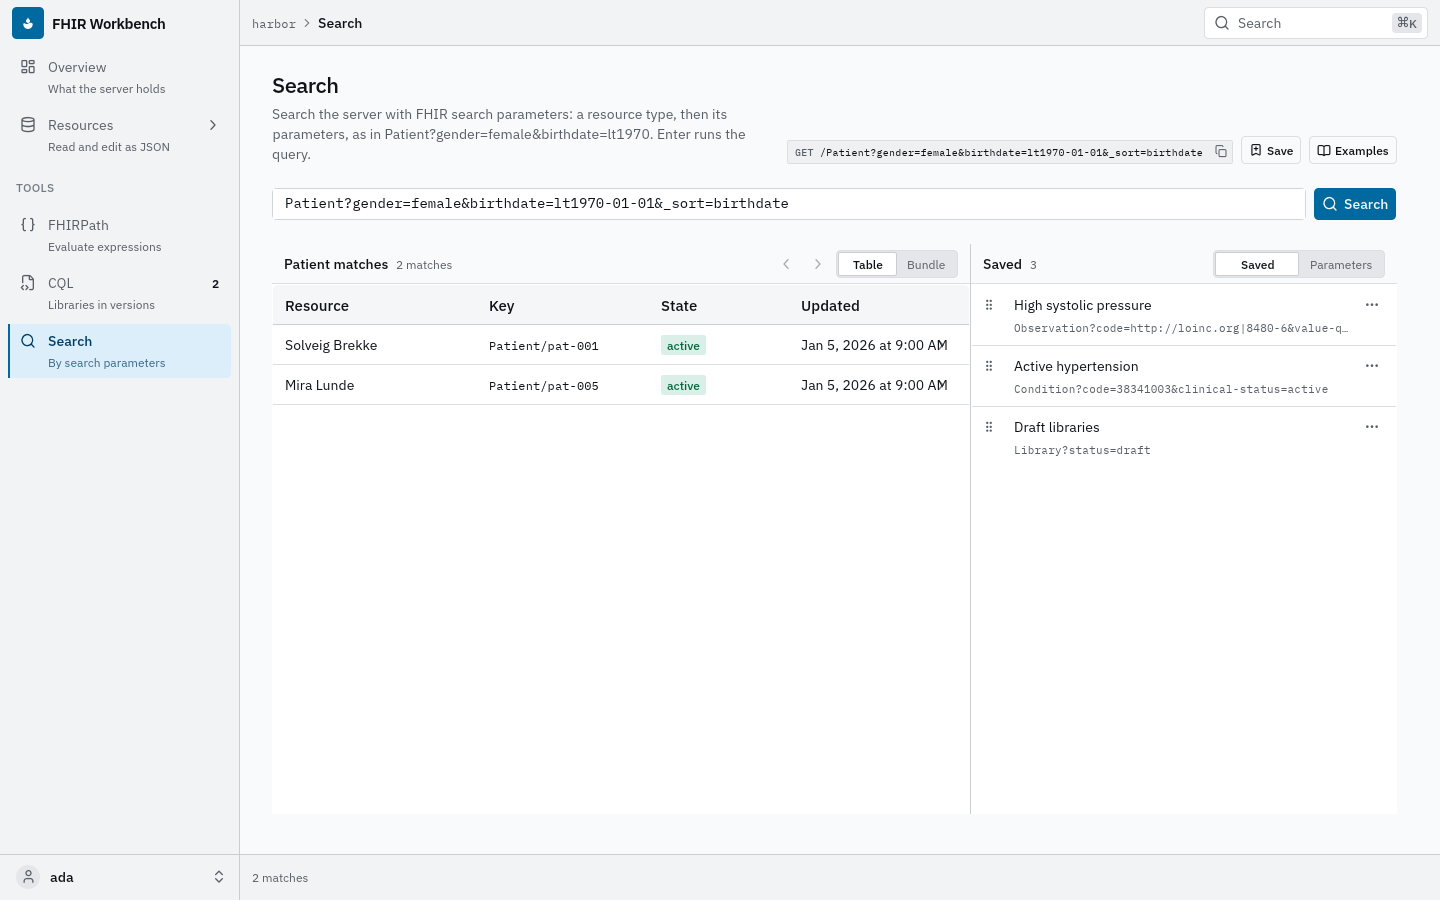 FHIR Workbench
Overview
What the server holds
Resources
Read and edit as JSON
TOOLS
FHIRPath
Evaluate expressions
CQL 2
Libraries in versions
Search
By search parameters
ada
harbor > Search
Search ⌘K
Search
Search the server with FHIR search parameters: a resource type, then its
parameters, as in Patient?gender=female&birthdate=lt1970. Enter runs the
query.
GET /Patient?gender=female&birthdate=lt1970-01-01&_sort=birthdate
Save
Examples
Patient?gender=female&birthdate=lt1970-01-01&_sort=birthdate
Search
Patient matches 2 matches
Table Bundle
Resource Key State Updated
Solveig Brekke Patient/pat-001 active Jan 5, 2026 at 9:00 AM
Mira Lunde Patient/pat-005 active Jan 5, 2026 at 9:00 AM
Saved 3
Saved Parameters
High systolic pressure
Observation?code=http://loinc.org|8480-6&value-q…
Active hypertension
Condition?code=38341003&clinical-status=active
Draft libraries
Library?status=draft
2 matches